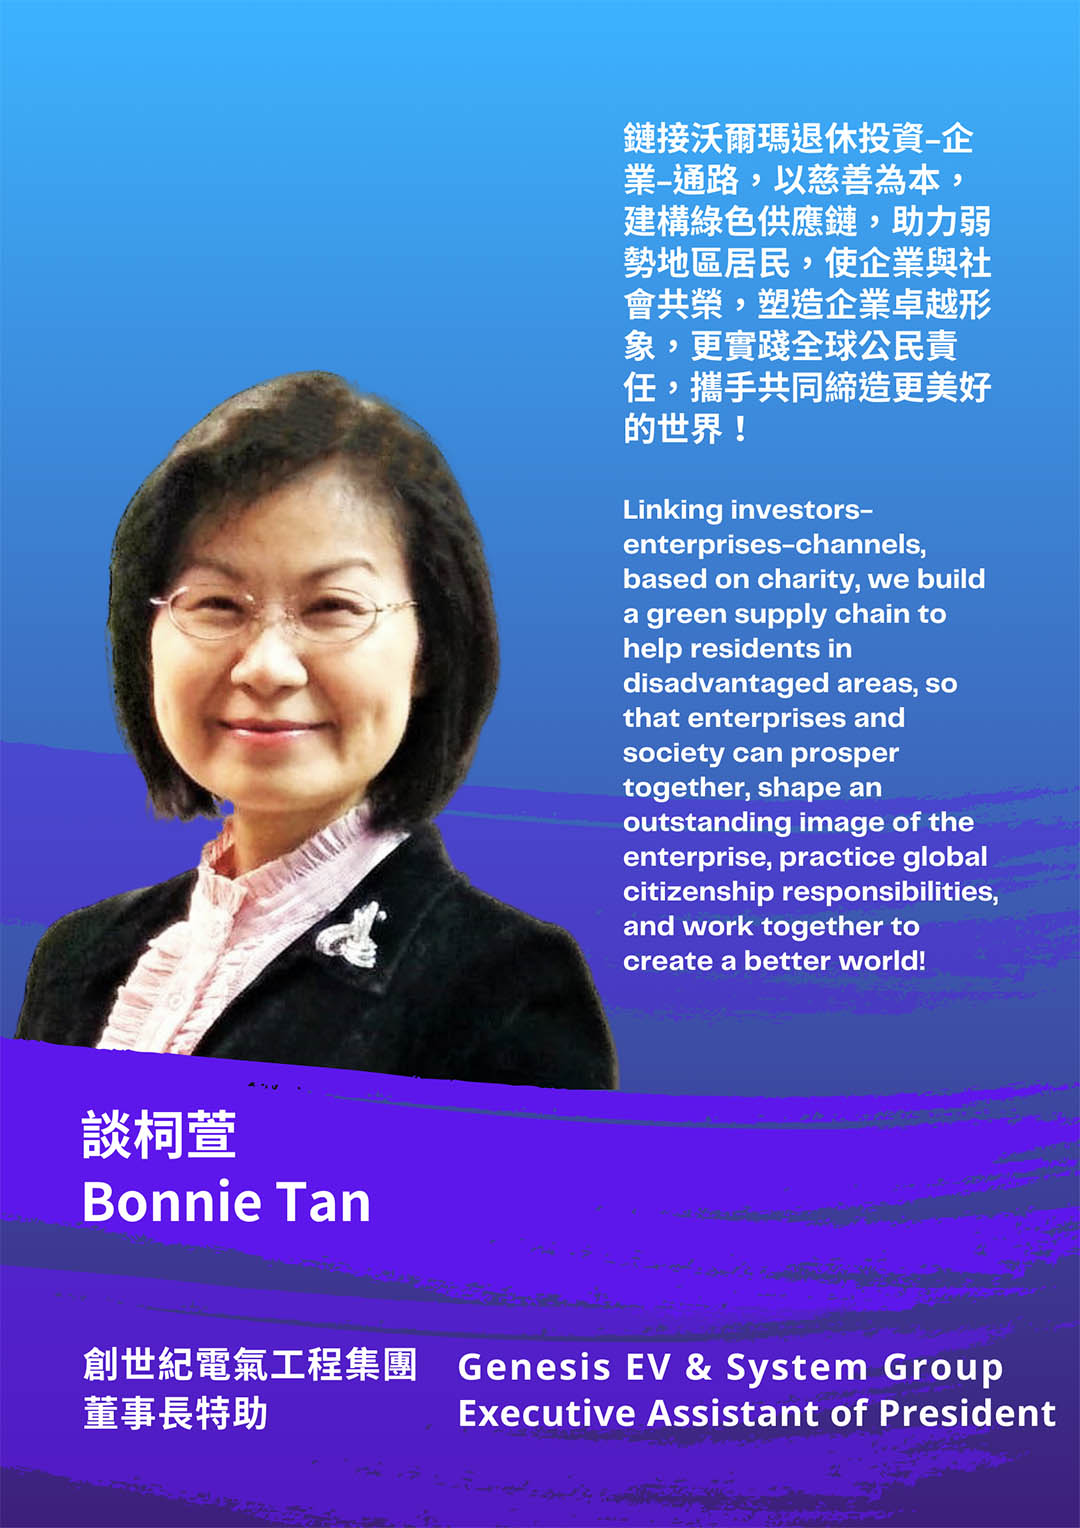 鏈接沃爾瑪退休投資–企
業–通路，以慈善為本，
建構綠色供應鏈，助力弱
勢地區居民，使企業與社
會共榮，塑造企業卓越形
象，更實踐全球公民責
任，攜手共同締造更美好
的世界！
Linking investors–
enterprises–channels,
based on charity, we build
a green supply chain to
help residents in
disadvantaged areas, so
that enterprises and
society can prosper
together, shape an
outstanding image of the
enterprise, practice global
citizenship responsibilities,
and work together to
create a better world!
談柌萱
Bonnie Tan
創世紀電氣工程集團
董事長特助
Genesis EV & System Group
Executive Assistant of President